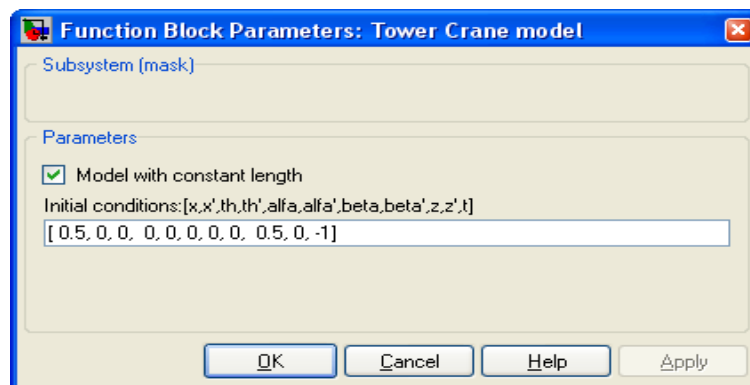 Function Block Parameters: Tower Crane model
Subsystem (mask)
Parameters
Model with constant length
Initial conditions:[x,x',th,th',alfa,alfa',beta,beta',z,z',t]
[ 0.5, 0, 0,  0, 0, 0, 0, 0,  0.5, 0, -1]
OK Cancel Help Apply